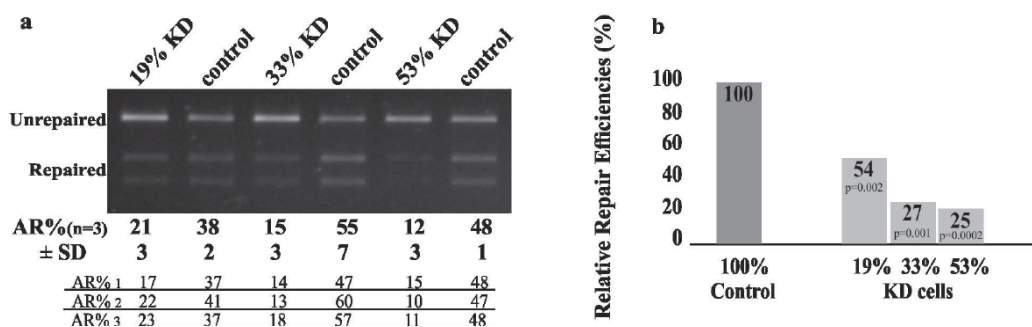 a
19% KD control 33% KD control 53% KD control
Unrepaired
Repaired
AR%(n=3) 21 38 15 55 12 48
± SD 3 2 3 7 3 1
AR% 1 17 37 14 47 15 48
AR% 2 22 41 13 60 10 47
AR% 3 23 37 18 57 11 48
b
Relative Repair Efficiencies (%)
100
80
60
40
20
0
100
54
p=0.002
27
p=0.001
25
p=0.0002
100% 19% 33% 53%
Control KD cells